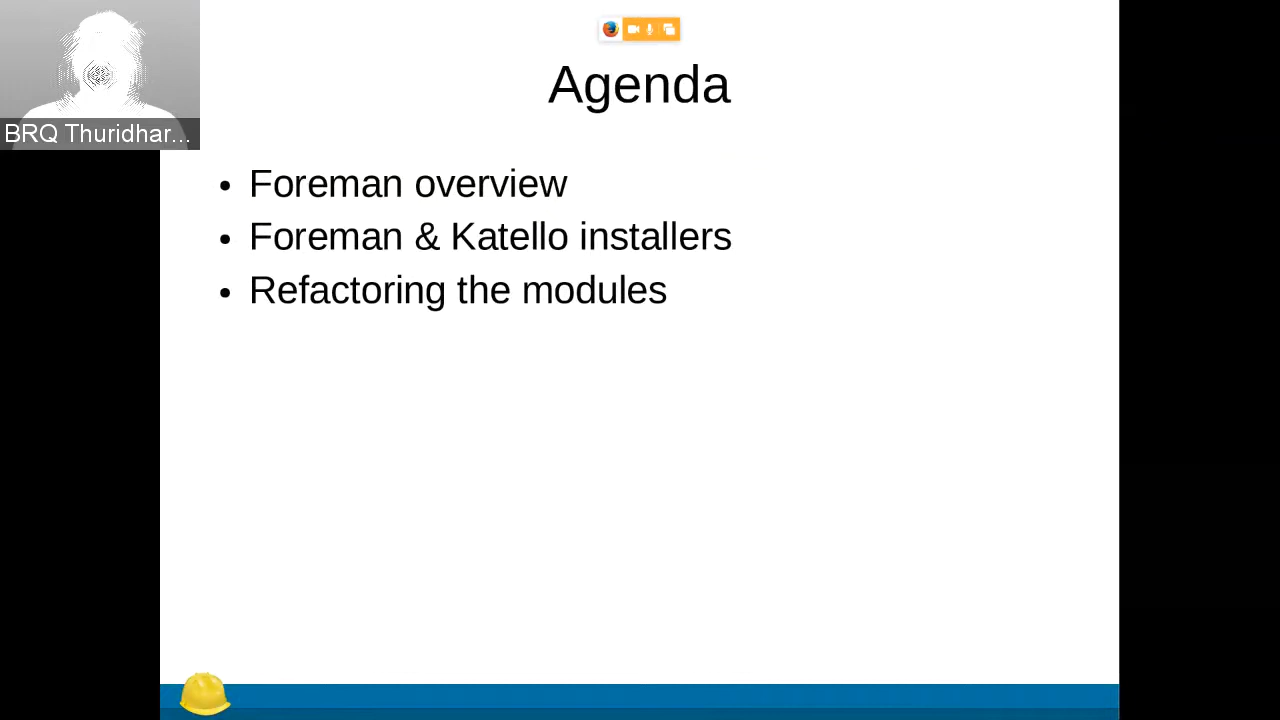 BRQ Thuridhar...
Agenda
• Foreman overview
• Foreman & Katello installers
• Refactoring the modules